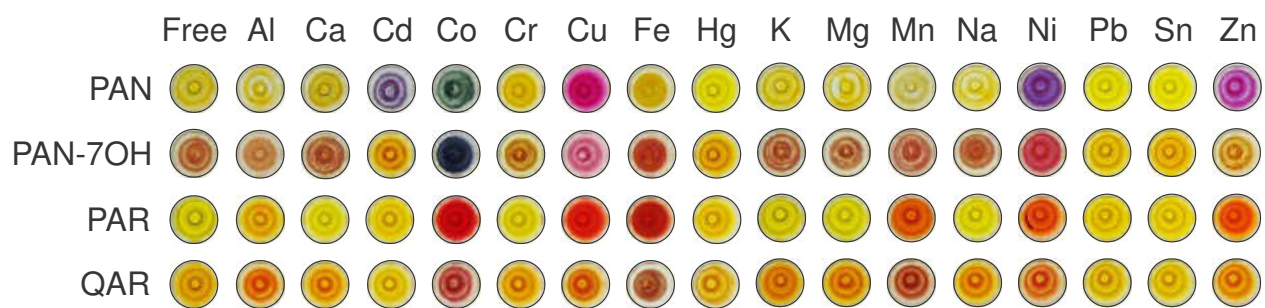 Free Al Ca Cd Co Cr Cu Fe Hg K Mg Mn Na Ni Pb Sn Zn
PAN
PAN-7OH
PAR
QAR